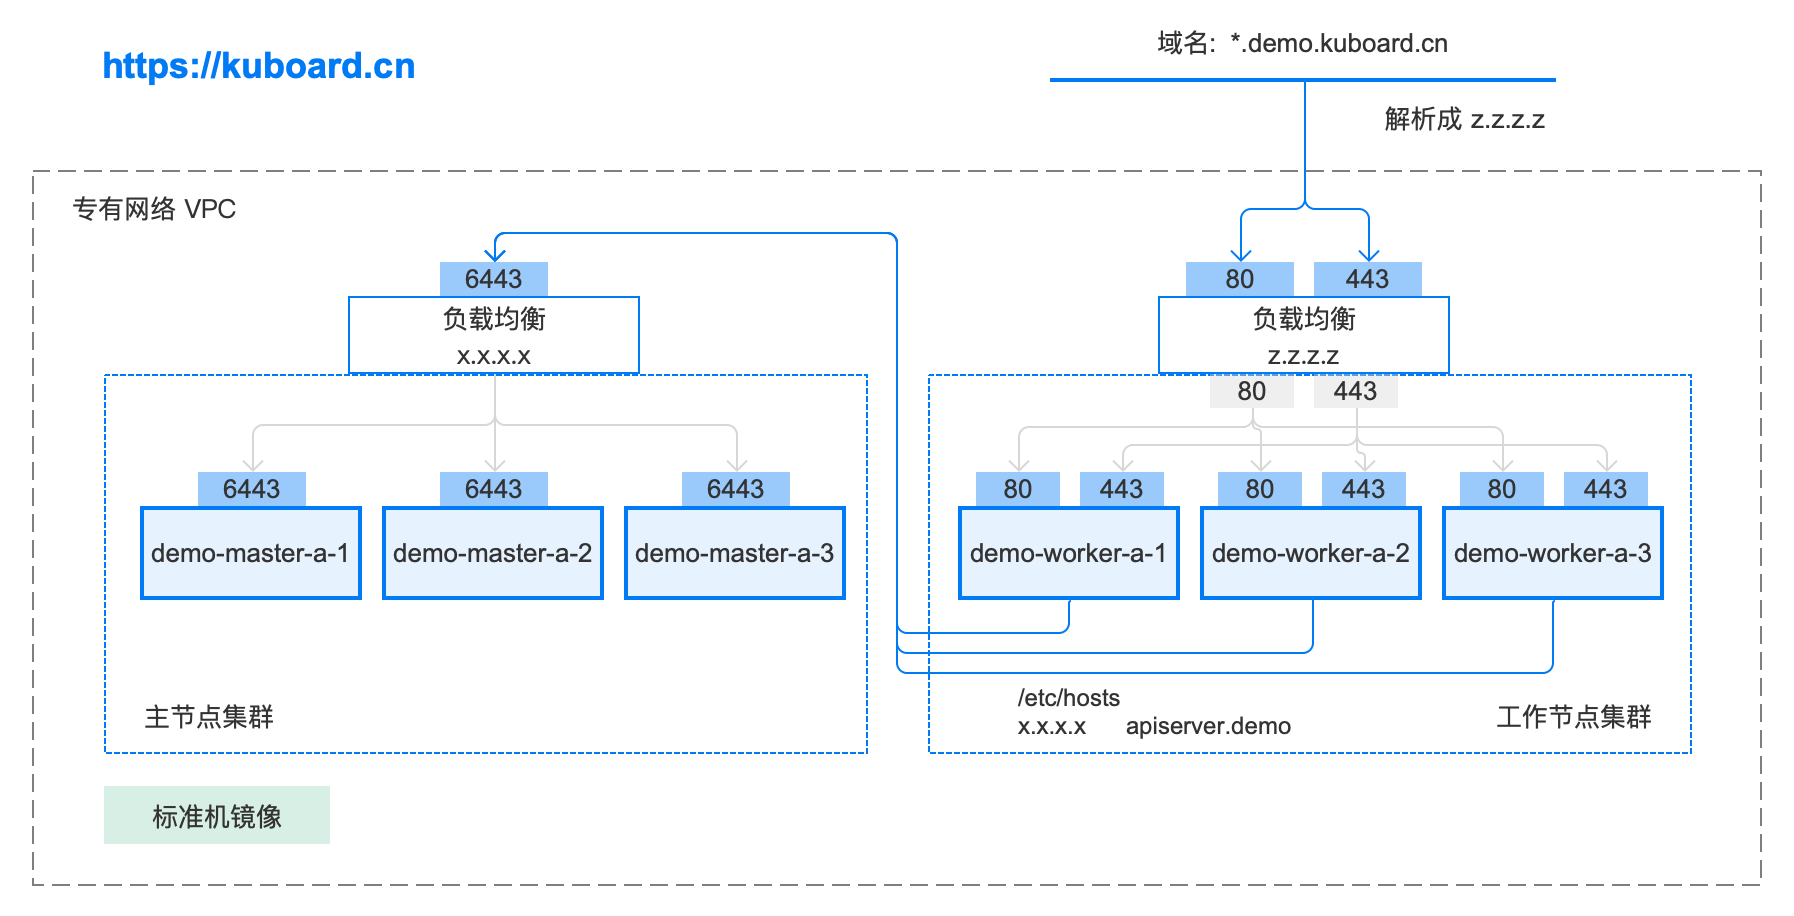 https://kuboard.cn
域名: *.demo.kuboard.cn
解析成 z.z.z.z
专有网络 VPC
6443
负载均衡
x.x.x.x
80
443
负载均衡
z.z.z.z
80
443
6443
6443
6443
demo-master-a-1
demo-master-a-2
demo-master-a-3
80
443
80
443
80
443
demo-worker-a-1
demo-worker-a-2
demo-worker-a-3
主节点集群
/etc/hosts
x.x.x.x apiserver.demo
工作节点集群
标准机镜像